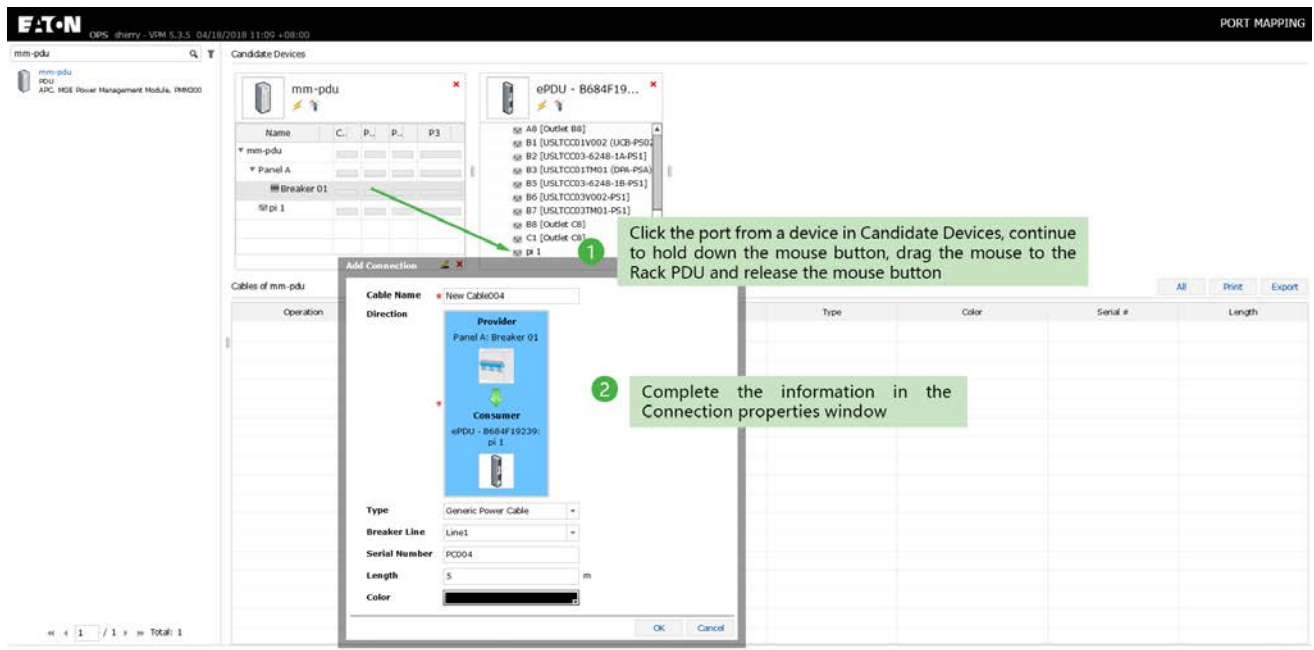 EATON OPS sherry - VPM 5.3.5 04/18/2018 11:09 +08:00
PORT MAPPING
mm-pdu
mm-pdu
PDU
APC, MGE Power Management Module, PMM200
Candidate Devices
mm-pdu
Name C.. P.. P.. P3
mm-pdu
Panel A
Breaker 01
pi 1
ePDU - B684F19...
A8 [Outlet B8]
B1 [USLTCC01V002 (UCB-PS02
B2 [USLTCC03-6248-1A-PS1]
B3 [USLTCC01TM01 (DPA-PSA)
B5 [USLTCC03-6248-1B-PS1]
B6 [USLTCC03V002-PS1]
B7 [USLTCC03TM01-PS1]
B8 [Outlet C8]
C1 [Outlet C8]
pi 1
1
Click the port from a device in Candidate Devices, continue
to hold down the mouse button, drag the mouse to the
Rack PDU and release the mouse button
Cables of mm-pdu
All Print Export
Operation Type Color Serial # Length
Add Connection
Cable Name * New Cable004
Direction
Provider
Panel A: Breaker 01
*
Consumer
ePDU - B684F19239:
pi 1
2
Complete the information in the
Connection properties window
Type Generic Power Cable
Breaker Line Line1
Serial Number PC004
Length 5 m
Color
OK Cancel
1 / 1 Total: 1